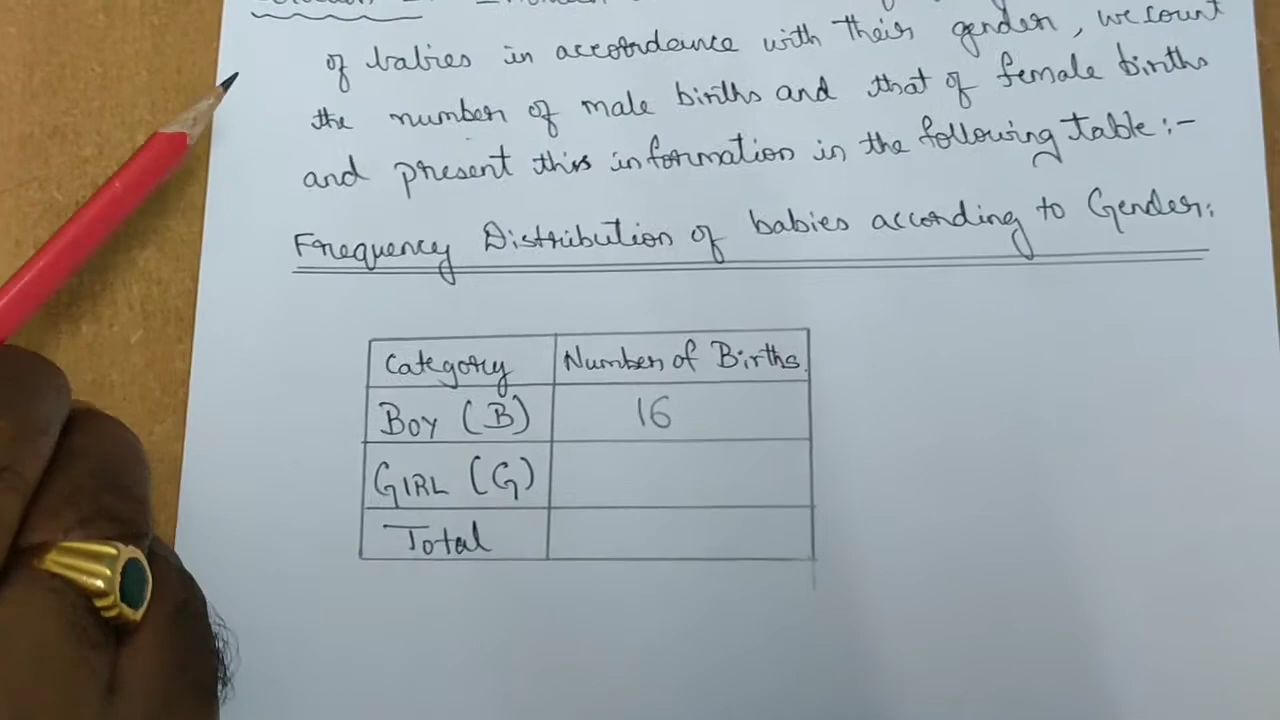 of babies in accordance with their gender, we count
the number of male births and that of female births
and present this information in the following table :-
Frequency Distribution of babies according to Gender:
Category Number of Births.
Boy (B) 16
GIRL (G)
Total